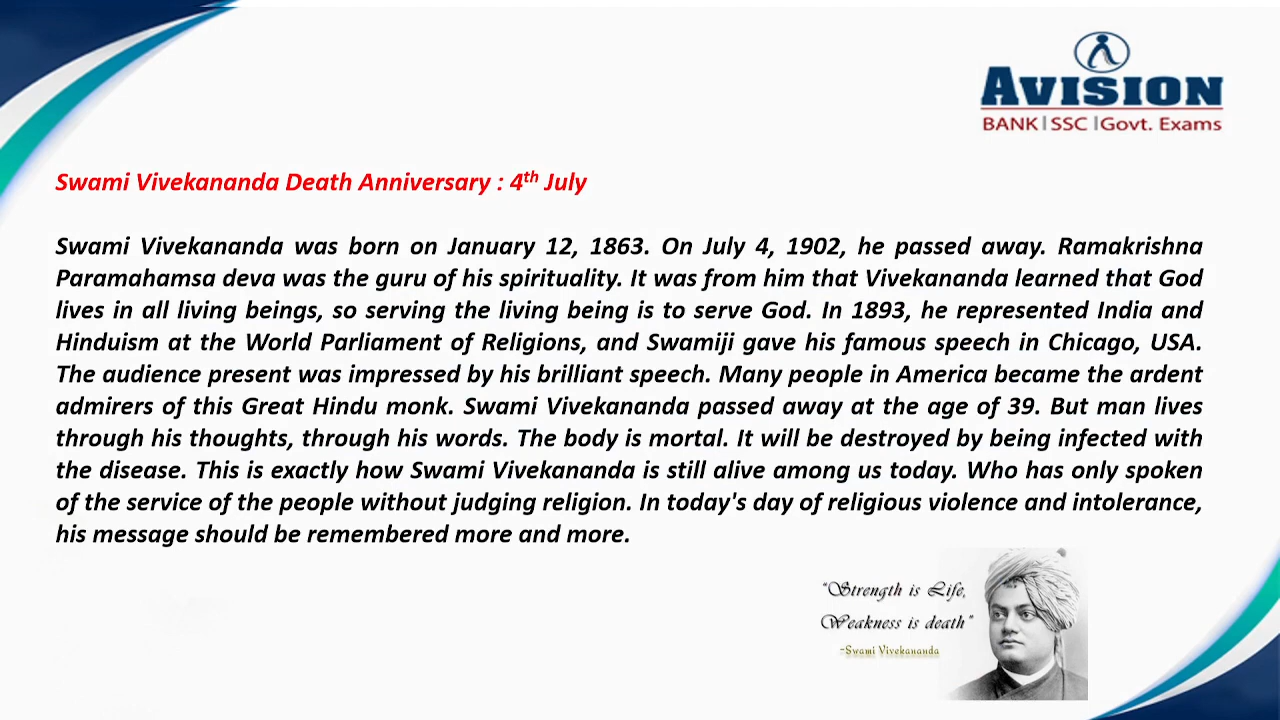 AVISION
BANK | SSC | Govt. Exams
Swami Vivekananda Death Anniversary : 4th July
Swami Vivekananda was born on January 12, 1863. On July 4, 1902, he passed away. Ramakrishna
Paramahamsa deva was the guru of his spirituality. It was from him that Vivekananda learned that God
lives in all living beings, so serving the living being is to serve God. In 1893, he represented India and
Hinduism at the World Parliament of Religions, and Swamiji gave his famous speech in Chicago, USA.
The audience present was impressed by his brilliant speech. Many people in America became the ardent
admirers of this Great Hindu monk. Swami Vivekananda passed away at the age of 39. But man lives
through his thoughts, through his words. The body is mortal. It will be destroyed by being infected with
the disease. This is exactly how Swami Vivekananda is still alive among us today. Who has only spoken
of the service of the people without judging religion. In today's day of religious violence and intolerance,
his message should be remembered more and more.
"Strength is Life,
Weakness is death"
-Swami Vivekananda